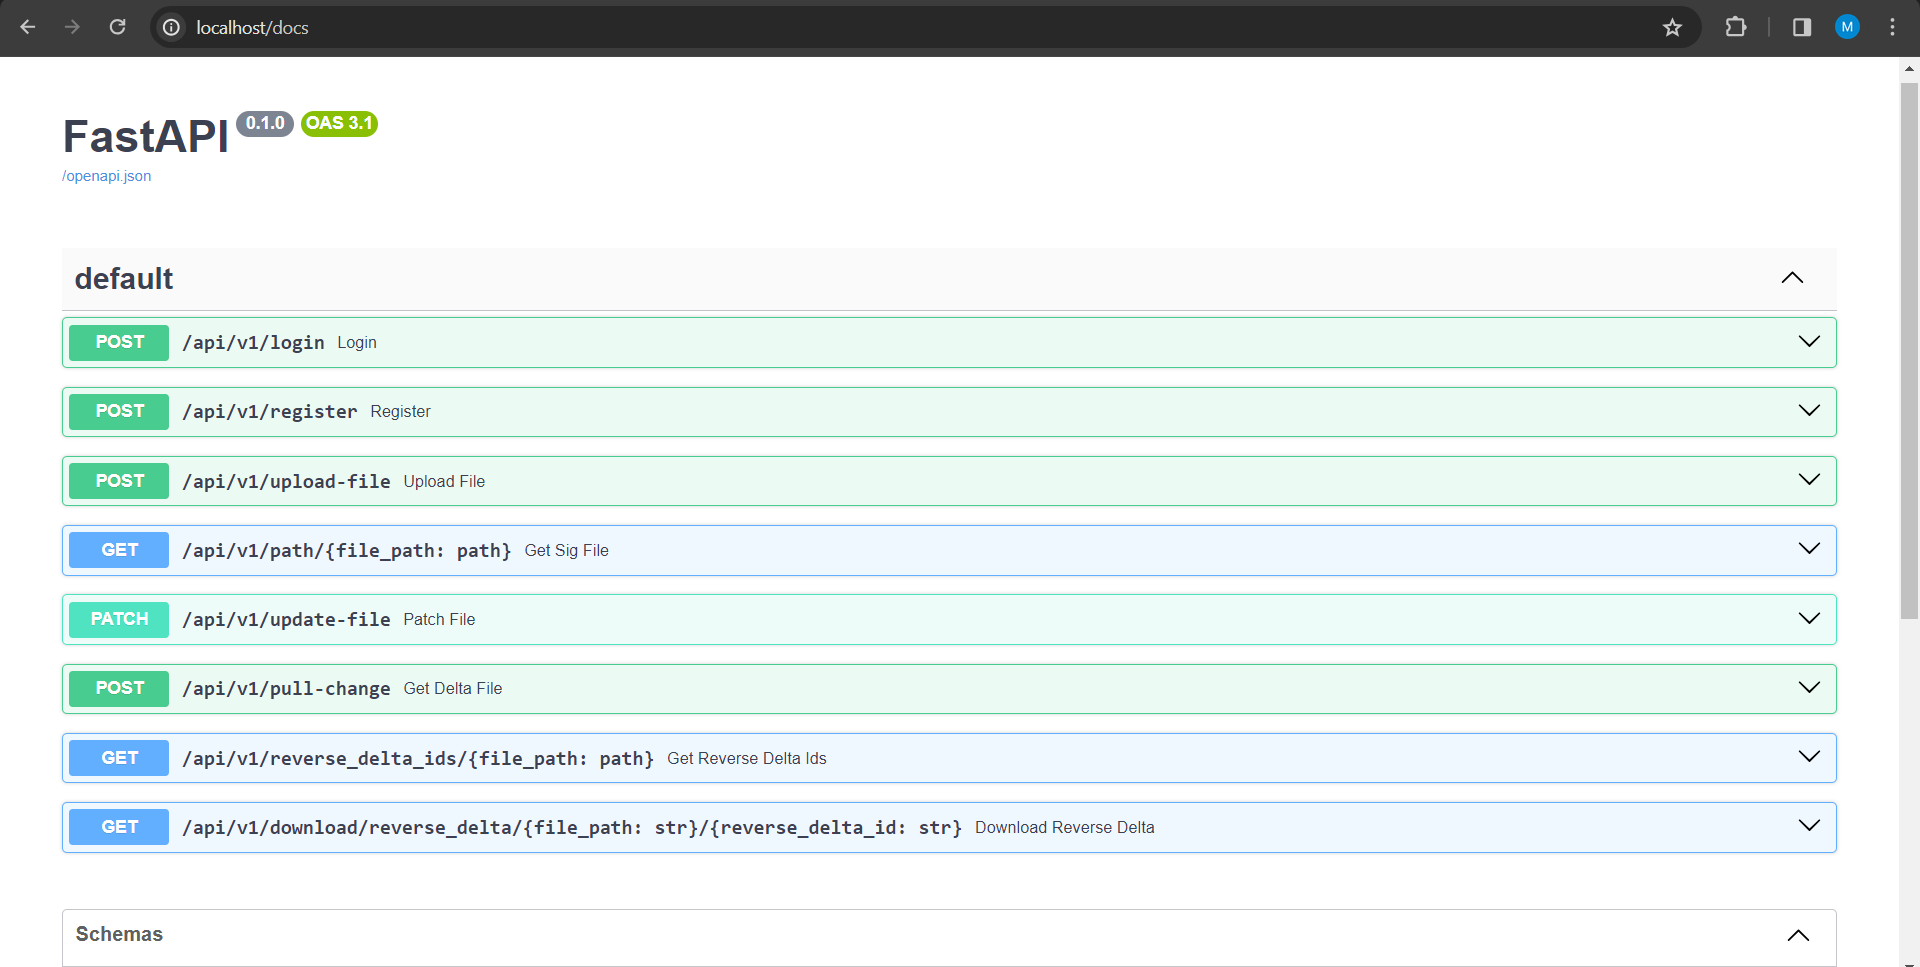 localhost/docs
M
FastAPI 0.1.0 OAS 3.1
/openapi.json
default
POST /api/v1/login Login
POST /api/v1/register Register
POST /api/v1/upload-file Upload File
GET /api/v1/path/{file_path: path} Get Sig File
PATCH /api/v1/update-file Patch File
POST /api/v1/pull-change Get Delta File
GET /api/v1/reverse_delta_ids/{file_path: path} Get Reverse Delta Ids
GET /api/v1/download/reverse_delta/{file_path: str}/{reverse_delta_id: str} Download Reverse Delta
Schemas